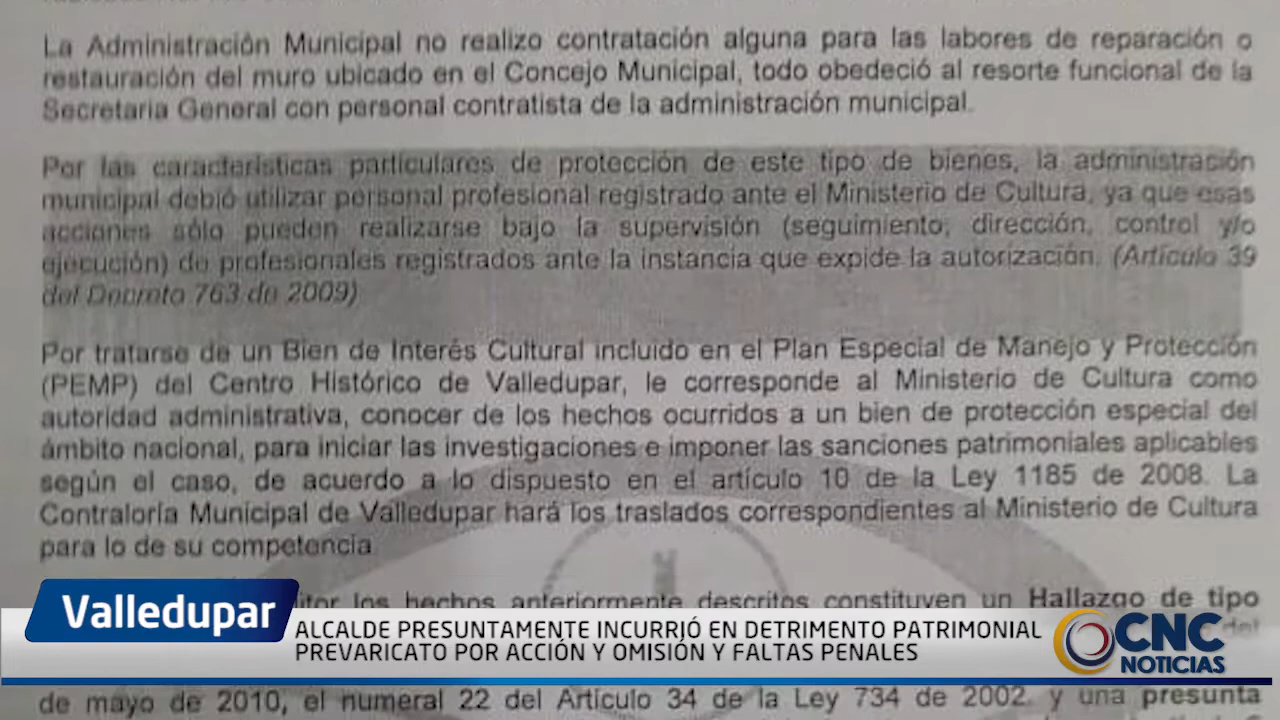 La Administración Municipal no realizo contratación alguna para las labores de reparación o
restauración del muro ubicado en el Concejo Municipal, todo obedeció al resorte funcional de la
Secretaria General con personal contratista de la administración municipal.
Por las características particulares de protección de este tipo de bienes, la administración
municipal debió utilizar personal profesional registrado ante el Ministerio de Cultura, ya que esas
acciones sólo pueden realizarse bajo la supervisión (seguimiento, dirección, control y/o
ejecución) de profesionales registrados ante la instancia que expide la autorización. (Artículo 39
del Decreto 763 de 2009)
Por tratarse de un Bien de Interés Cultural incluido en el Plan Especial de Manejo y Protección
(PEMP) del Centro Histórico de Valledupar, le corresponde al Ministerio de Cultura como
autoridad administrativa, conocer de los hechos ocurridos a un bien de protección especial del
ámbito nacional, para iniciar las investigaciones e imponer las sanciones patrimoniales aplicables
según el caso, de acuerdo a lo dispuesto en el artículo 10 de la Ley 1185 de 2008. La
Contraloría Municipal de Valledupar hará los traslados correspondientes al Ministerio de Cultura
para lo de su competencia
los hechos anteriormente descritos constituyen un Hallazgo de tipo
Valledupar
ALCALDE PRESUNTAMENTE INCURRIÓ EN DETRIMENTO PATRIMONIAL
PREVARICATO POR ACCIÓN Y OMISIÓN Y FALTAS PENALES
CNC
NOTICIAS
de mayo de 2010, el numeral 22 del Artículo 34 de la Ley 734 de 2002. y una presunta